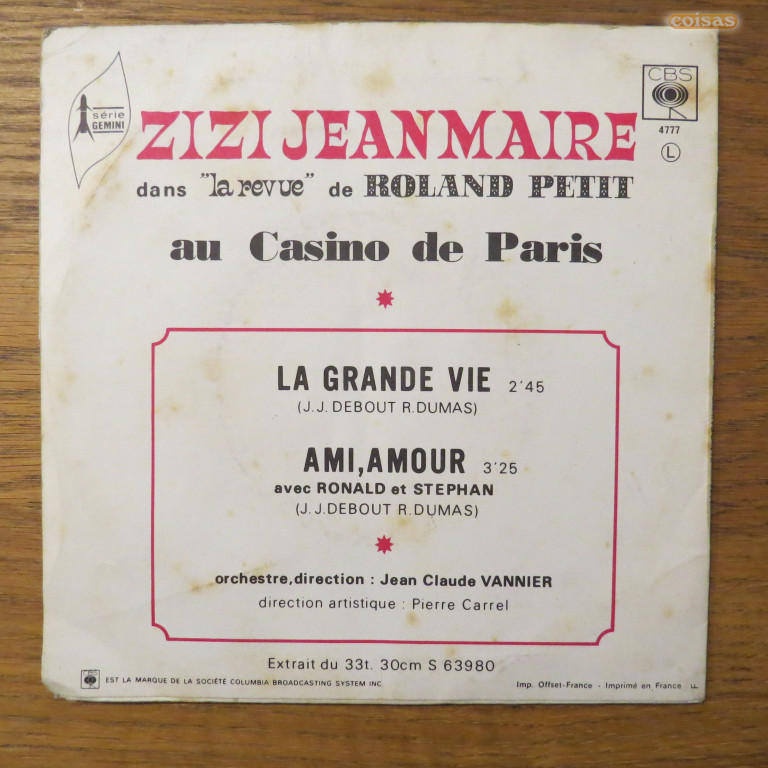 coisas
série
GEMINI
CBS
4777
L
ZIZI JEANMAIRE
dans "la revue" de ROLAND PETIT
au Casino de Paris
LA GRANDE VIE 2'45
(J.J. DEBOUT R.DUMAS)
AMI,AMOUR 3'25
avec RONALD et STEPHAN
(J.J.DEBOUT R.DUMAS)
orchestre,direction : Jean Claude VANNIER
direction artistique : Pierre Carrel
Extrait du 33t. 30cm S 63980
CBS EST LA MARQUE DE LA SOCIÉTÉ COLUMBIA BROADCASTING SYSTEM INC.
Imp. Offset-France - Imprimé en France